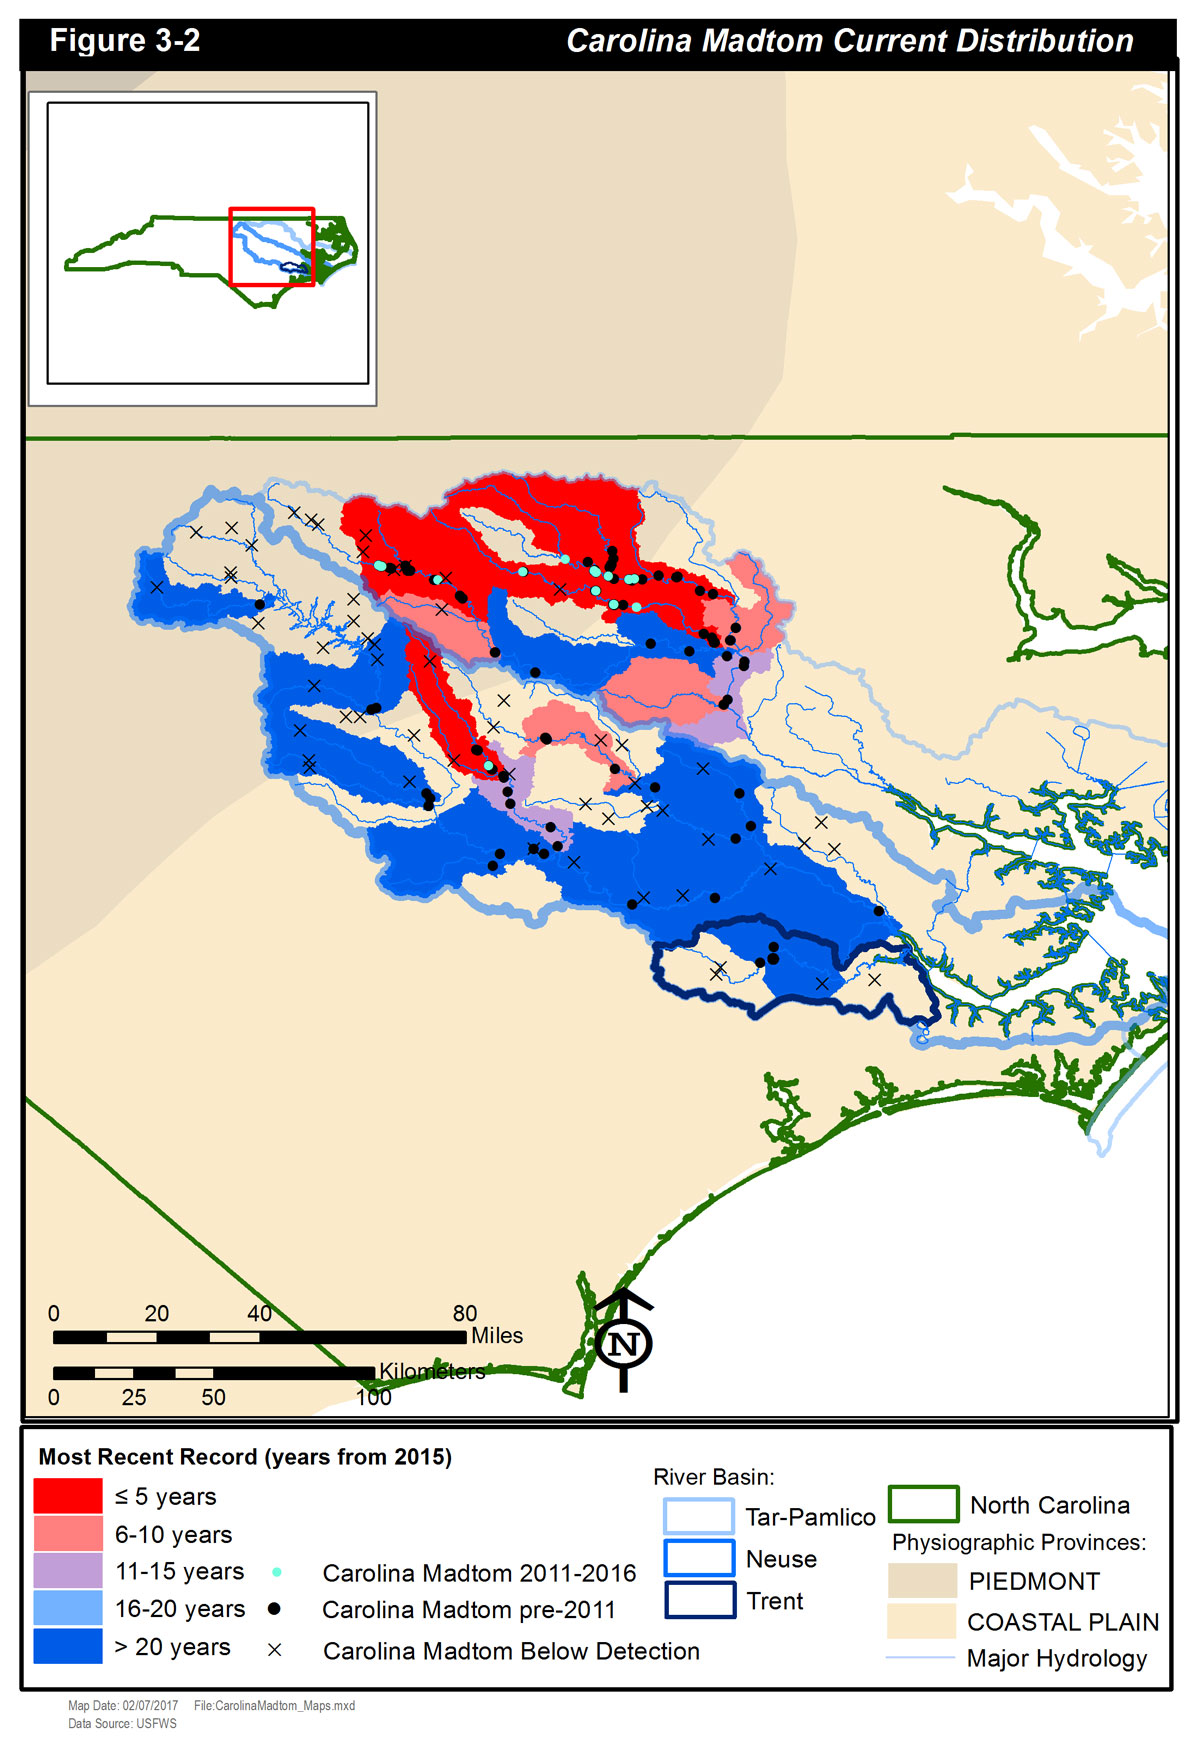 Figure 3-2 Carolina Madtom Current Distribution
0 20 40 80
Miles
Kilometers
0 25 50 100
N
Most Recent Record (years from 2015)
≤ 5 years
6-10 years
11-15 years
16-20 years
> 20 years
Carolina Madtom 2011-2016
Carolina Madtom pre-2011
Carolina Madtom Below Detection
River Basin:
Tar-Pamlico
Neuse
Trent
North Carolina
Physiographic Provinces:
PIEDMONT
COASTAL PLAIN
Major Hydrology
Map Date: 02/07/2017 File:CarolinaMadtom_Maps.mxd
Data Source: USFWS